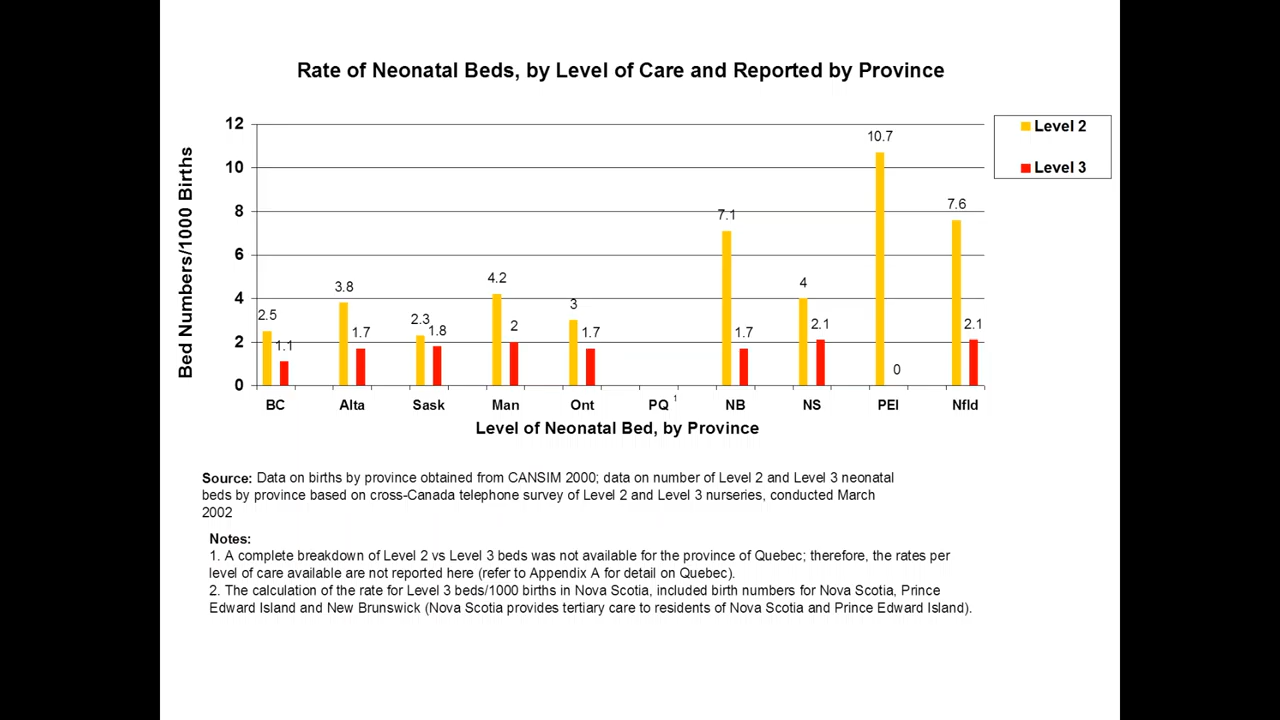 Rate of Neonatal Beds, by Level of Care and Reported by Province
Bed Numbers/1000 Births
12
10
8
6
4
2
0
2.5
1.1
3.8
1.7
2.3
1.8
4.2
2
3
1.7
7.1
1.7
4
2.1
10.7
0
7.6
2.1
Level 2
Level 3
BC Alta Sask Man Ont PQ 1 NB NS PEI Nfld
Level of Neonatal Bed, by Province
Source: Data on births by province obtained from CANSIM 2000; data on number of Level 2 and Level 3 neonatal
beds by province based on cross-Canada telephone survey of Level 2 and Level 3 nurseries, conducted March
2002
Notes:
1. A complete breakdown of Level 2 vs Level 3 beds was not available for the province of Quebec; therefore, the rates per
level of care available are not reported here (refer to Appendix A for detail on Quebec).
2. The calculation of the rate for Level 3 beds/1000 births in Nova Scotia, included birth numbers for Nova Scotia, Prince
Edward Island and New Brunswick (Nova Scotia provides tertiary care to residents of Nova Scotia and Prince Edward Island).